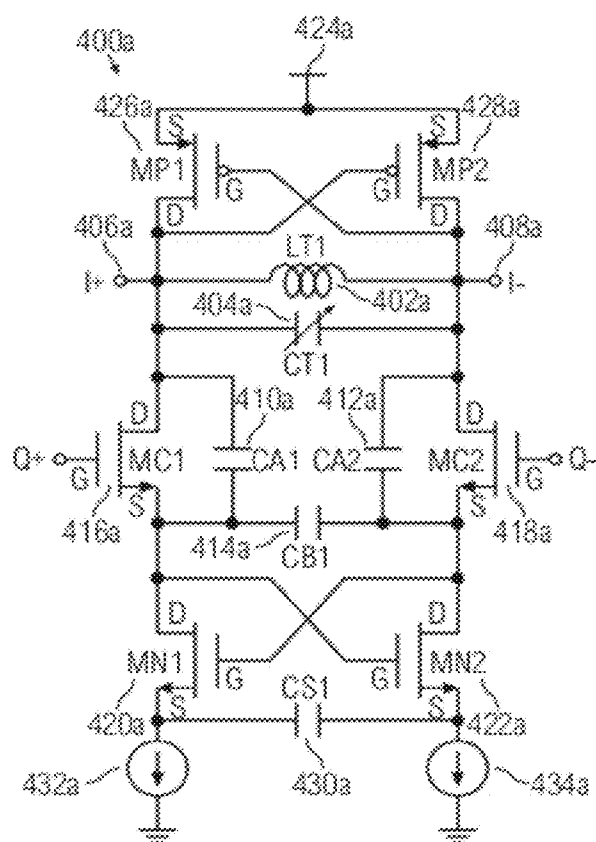 400a
424a
426a
428a
S
S
MP1
G
G
MP2
D
D
406a
LT1
408a
I+
I-
404a
402a
CT1
410a
412a
D
D
Q+
G
MC1
CA1
CA2
MC2
G
Q-
S
S
416a
414a
CB1
418a
D
D
MN1
G
G
MN2
CS1
420a
S
S
422a
432a
430a
434a